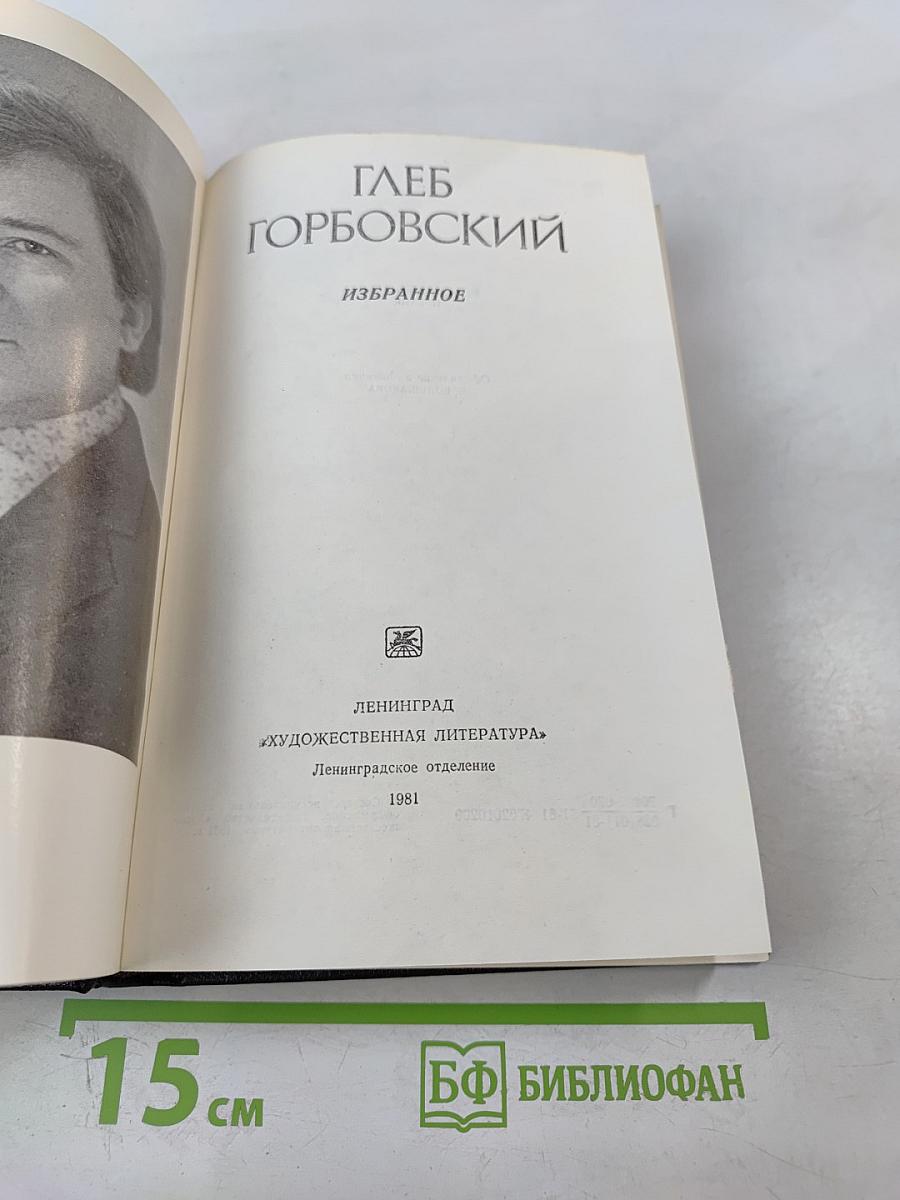 ГЛЕБ
ГОРБОВСКИЙ
ИЗБРАННОЕ
ЛЕНИНГРАД
«ХУДОЖЕСТВЕННАЯ ЛИТЕРАТУРА»
Ленинградское отделение
1981
15 см
БФ БИБЛИОФАН